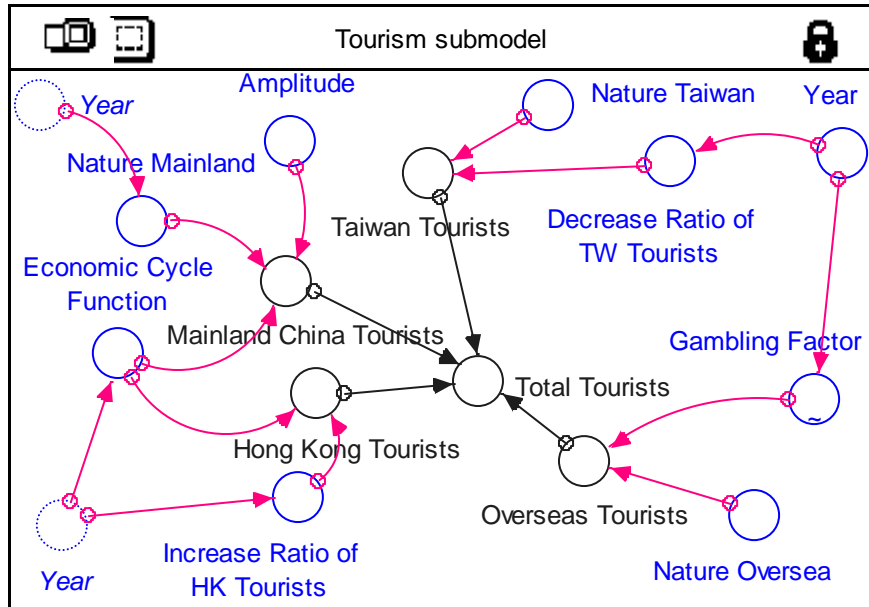 Tourism submodel
Amplitude
Nature Taiwan
Year
Year
Nature Mainland
Taiwan Tourists
Decrease Ratio of
TW Tourists
Economic Cycle
Function
Mainland China Tourists
Gambling Factor
Total Tourists
~
Hong Kong Tourists
Overseas Tourists
Increase Ratio of
HK Tourists
Year
Nature Oversea